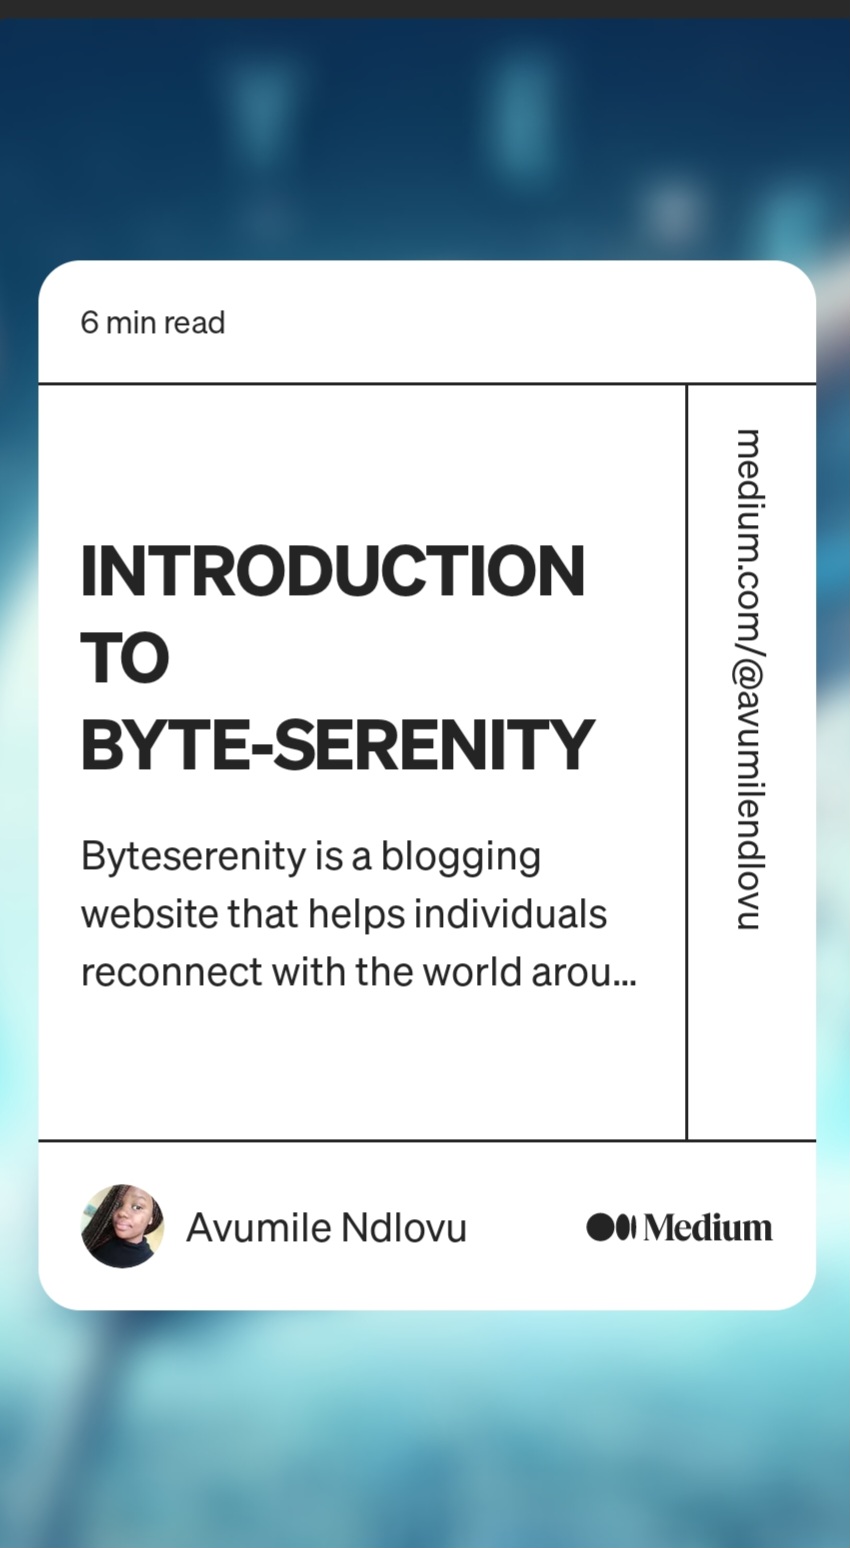 6 min read
INTRODUCTION
TO
BYTE-SERENITY
Byteserenity is a blogging
website that helps individuals
reconnect with the world arou...
medium.com/@avumilendlovu
Avumile Ndlovu
Medium